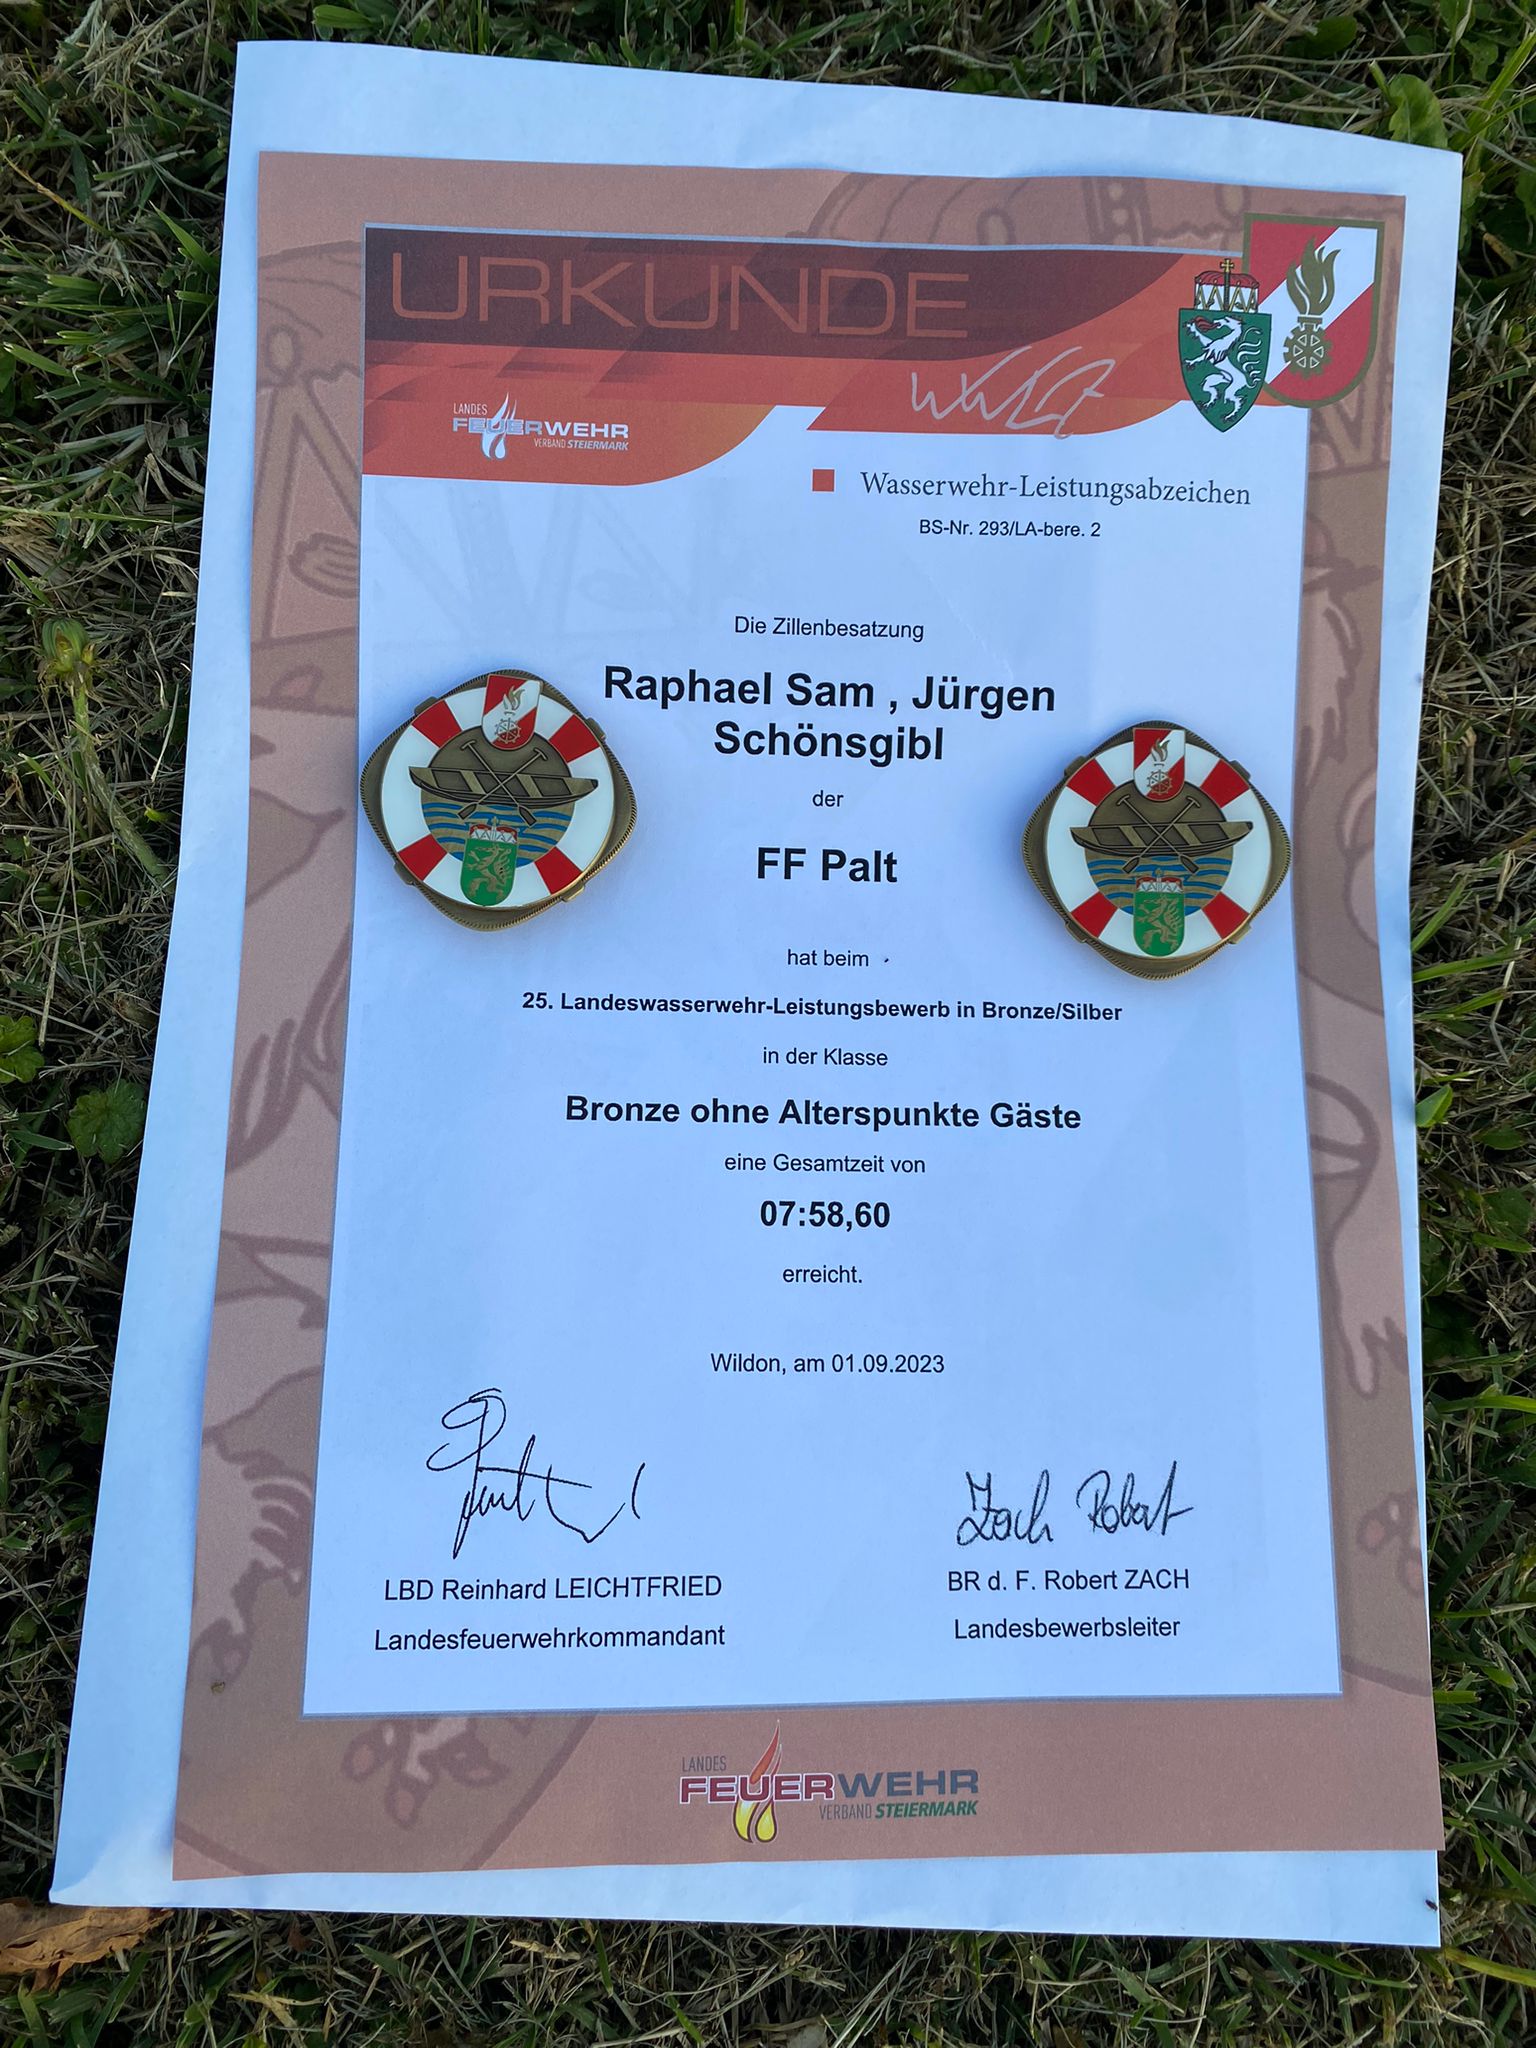 URKUNDE
LANDES
FEUERWEHR
VERBAND STEIERMARK
Wasserwehr-Leistungsabzeichen
BS-Nr. 293/LA-bere. 2
Die Zillenbesatzung
Raphael Sam , Jürgen
Schönsgibl
der
FF Palt
hat beim
25. Landeswasserwehr-Leistungsbewerb in Bronze/Silber
in der Klasse
Bronze ohne Alterspunkte Gäste
eine Gesamtzeit von
07:58,60
erreicht.
Wildon, am 01.09.2023
Zach Robert
LBD Reinhard LEICHTFRIED
Landesfeuerwehrkommandant
BR d. F. Robert ZACH
Landesbewerbsleiter
LANDES
FEUERWEHR
VERBAND STEIERMARK